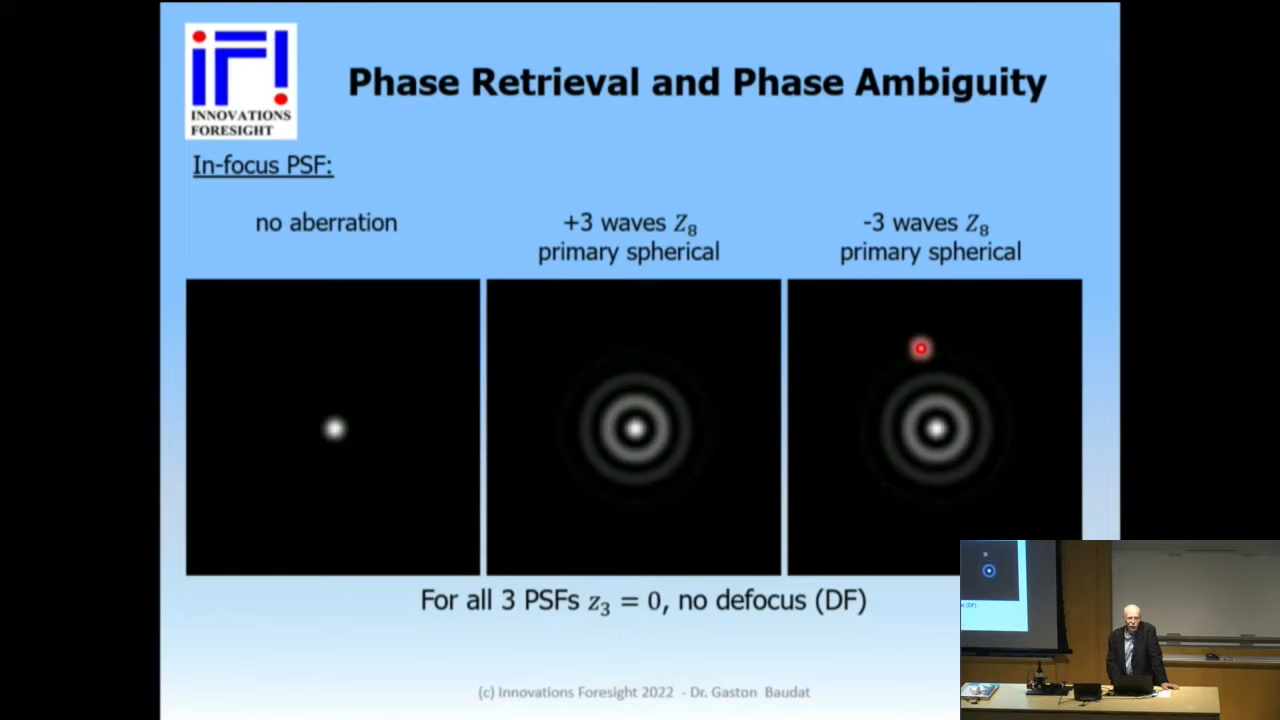 INNOVATIONS
FORESIGHT
Phase Retrieval and Phase Ambiguity
In-focus PSF:
no aberration
+3 waves Z₈
primary spherical
-3 waves Z₈
primary spherical
For all 3 PSFs z₃ = 0, no defocus (DF)
(c) Innovations Foresight 2022 - Dr. Gaston Baudat